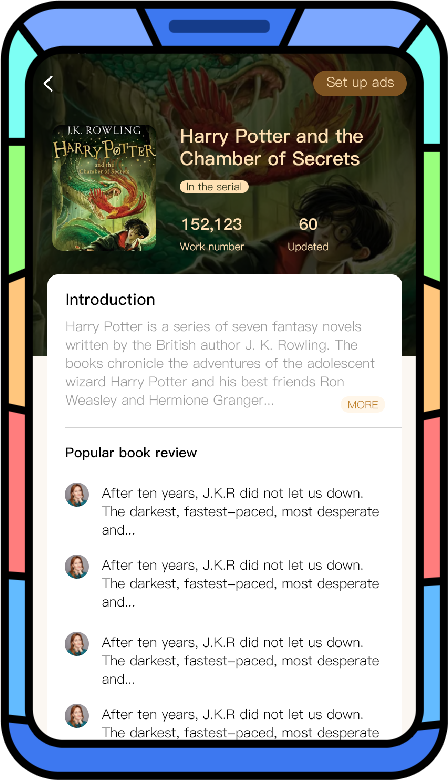 Set up ads
J.K. ROWLING
HARRY POTTER
and the
Chamber of Secrets
Harry Potter and the
Chamber of Secrets
In the serial
152,123
60
Work number
Updated
Introduction
Harry Potter is a series of seven fantasy novels
written by the British author J. K. Rowling. The
books chronicle the adventures of the adolescent
wizard Harry Potter and his best friends Ron
Weasley and Hermione Granger...
MORE
Popular book review
After ten years, J.K.R did not let us down.
The darkest, fastest-paced, most desperate
and...
After ten years, J.K.R did not let us down.
The darkest, fastest-paced, most desperate
and...
After ten years, J.K.R did not let us down.
The darkest, fastest-paced, most desperate
and...
After ten years, J.K.R did not let us down.
The darkest, fastest-paced, most desperate